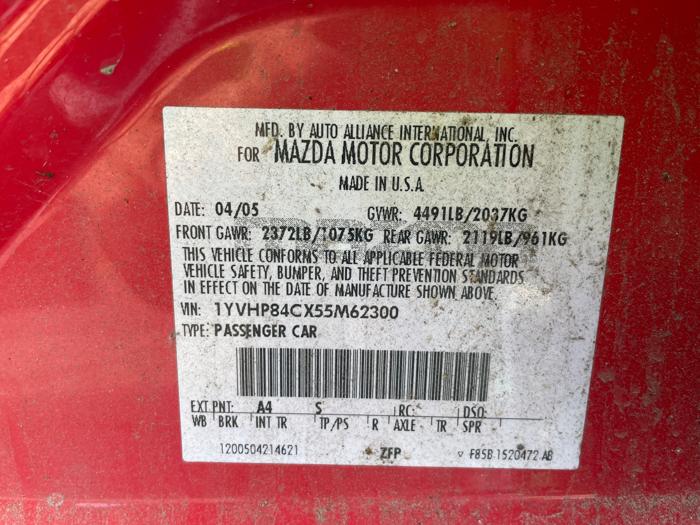 MFD. BY AUTO ALLIANCE INTERNATIONAL, INC.
FOR MAZDA MOTOR CORPORATION
MADE IN U.S.A.
DATE: 04/05 GVWR: 4491LB/2037KG
FRONT GAWR: 2372LB/1075KG REAR GAWR: 2119LB/961KG
THIS VEHICLE CONFORMS TO ALL APPLICABLE FEDERAL MOTOR
VEHICLE SAFETY, BUMPER, AND THEFT PREVENTION STANDARDS
IN EFFECT ON THE DATE OF MANUFACTURE SHOWN ABOVE.
VIN: 1YVHP84CX55M62300
TYPE: PASSENGER CAR
EXT PNT: A4 S RC: DSO:
WB BRK INT TR TP/PS R AXLE TR SPR
1200504214621 ZFP F85B 1520472 AB